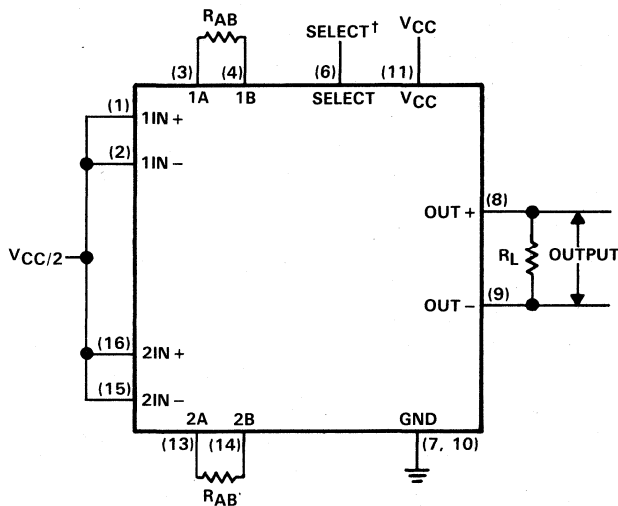 RAB
SELECT†
VCC
(3) (4) (6) (11)
1A 1B SELECT VCC
(1) 1IN +
(2) 1IN –
OUT + (8)
VCC/2
RL OUTPUT
OUT – (9)
(16) 2IN +
(15) 2IN –
2A 2B GND
(13) (14) (7, 10)
RAB